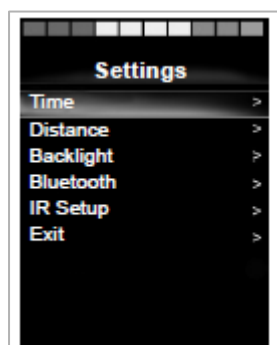 Settings
Time >
Distance >
Backlight >
Bluetooth >
IR Setup >
Exit >